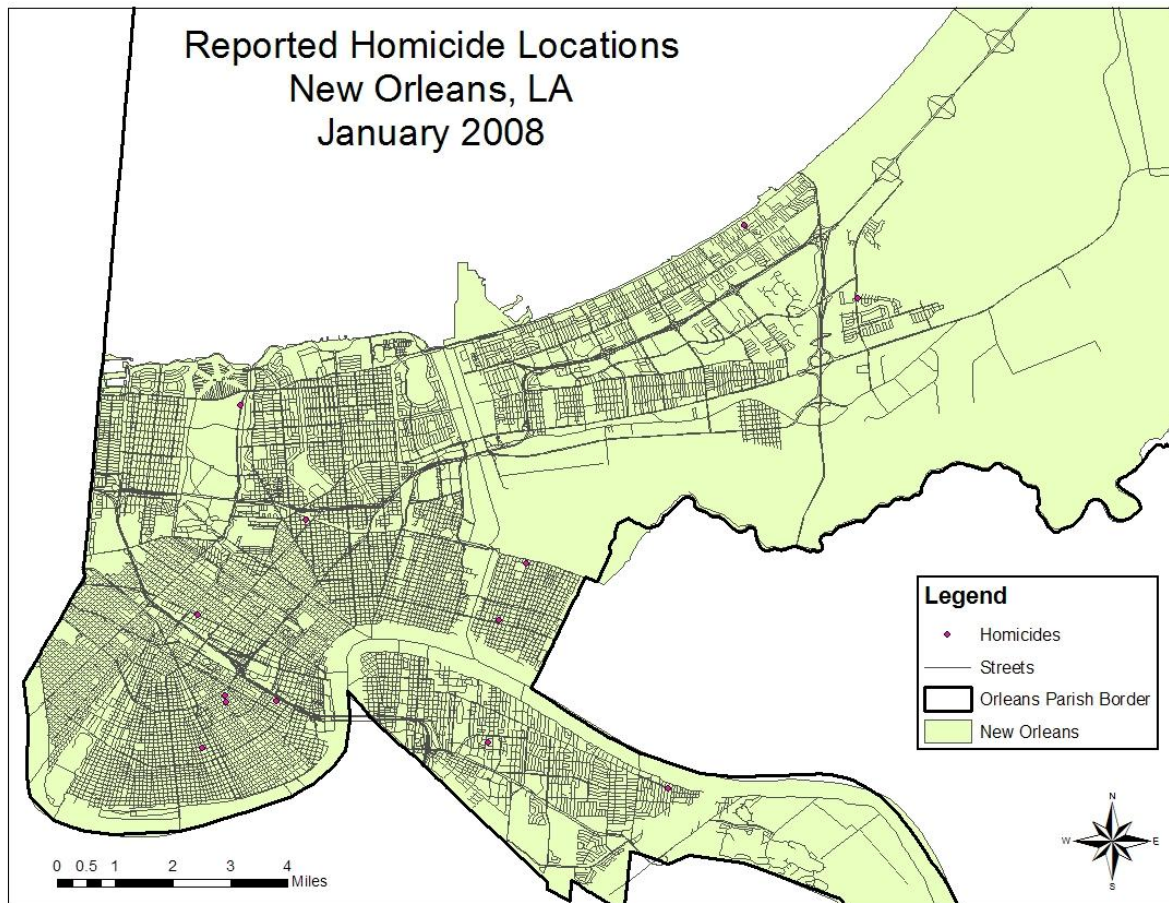 Reported Homicide Locations
New Orleans, LA
January 2008
Legend
Homicides
Streets
Orleans Parish Border
New Orleans
N
W E
S
0 0.5 1 2 3 4
Miles